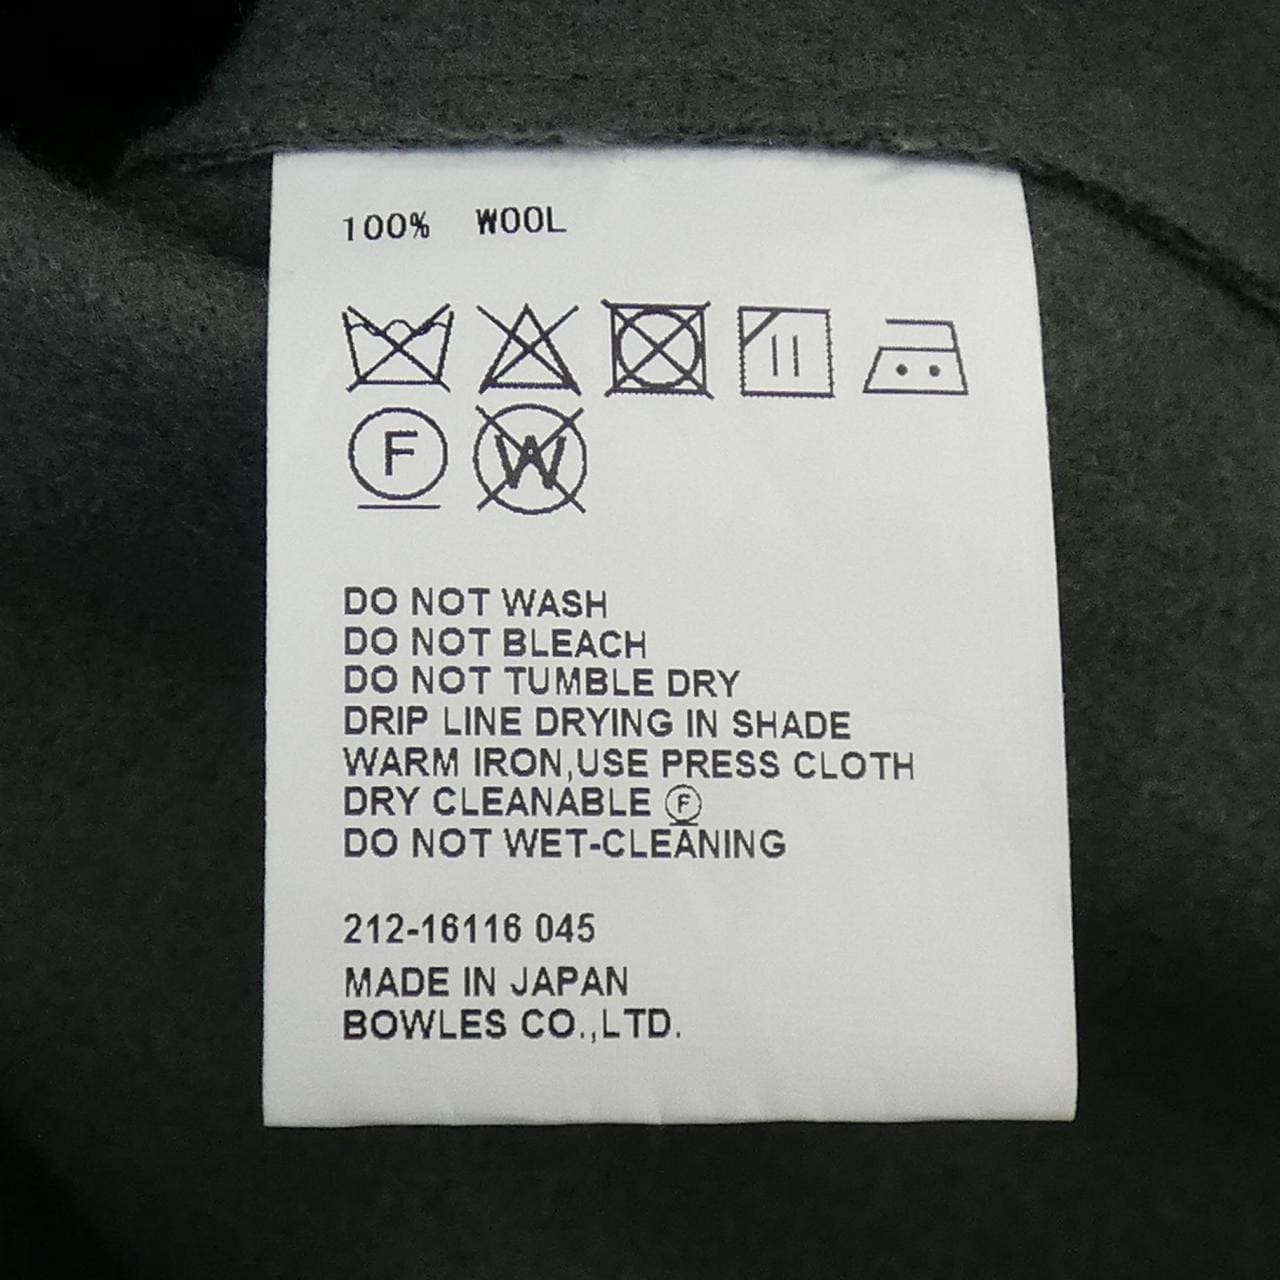 100% WOOL
F W
DO NOT WASH
DO NOT BLEACH
DO NOT TUMBLE DRY
DRIP LINE DRYING IN SHADE
WARM IRON,USE PRESS CLOTH
DRY CLEANABLE F
DO NOT WET-CLEANING
212-16116 045
MADE IN JAPAN
BOWLES CO.,LTD.